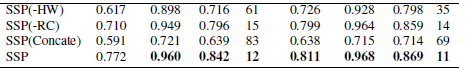 SSP(-HW) 0.617 0.898 0.716 61 0.726 0.928 0.798 35
SSP(-RC) 0.710 0.949 0.796 15 0.799 0.964 0.859 14
SSP(Concate) 0.591 0.721 0.639 83 0.638 0.715 0.714 69
SSP 0.772 0.960 0.842 12 0.811 0.968 0.869 11